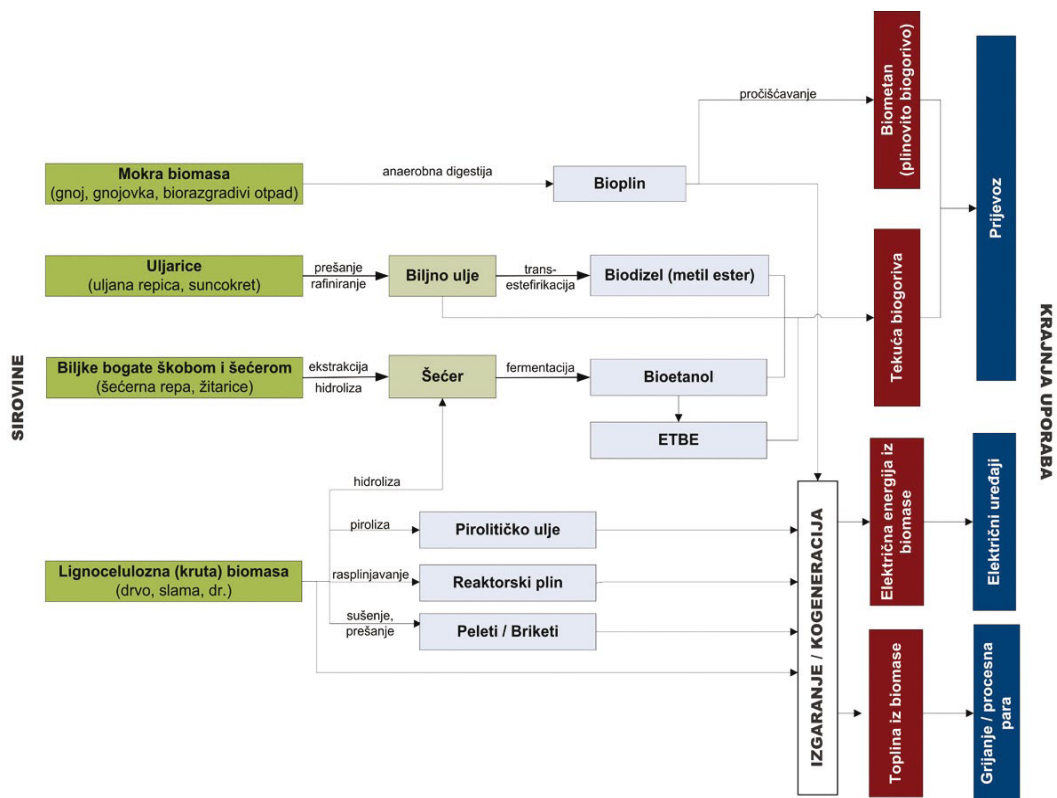 SIROVINE
Mokra biomasa
(gnoj, gnojovka, biorazgradivi otpad)
anaerobna digestija
Bioplin
pročišćavanje
Biometan
(plinovito biogorivo)
Prijevoz
Uljarice
(uljana repica, suncokret)
prešanje
rafiniranje
Biljno ulje
trans-
estefirikacija
Biodizel (metil ester)
Tekuća biogoriva
Biljke bogate škobom i šećerom
(šećerna repa, žitarice)
ekstrakcija
hidroliza
Šećer
fermentacija
Bioetanol
ETBE
Lignocelulozna (kruta) biomasa
(drvo, slama, dr.)
hidroliza
piroliza
Pirolitičko ulje
rasplinjavanje
Reaktorski plin
sušenje,
prešanje
Peleti / Briketi
IZGARANJE / KOGENERACIJA
Električna energija iz
biomase
Električni uređaji
Toplina iz biomase
Grijanje / procesna
para
KRAJNJA UPORABA